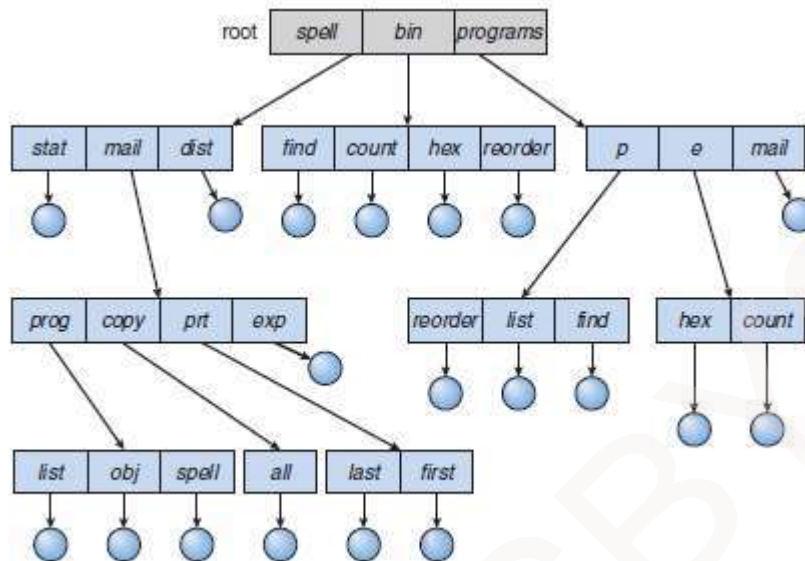 root spell bin programs
stat mail dist find count hex reorder p e mail
prog copy prt exp reorder list find hex count
list obj spell all last first